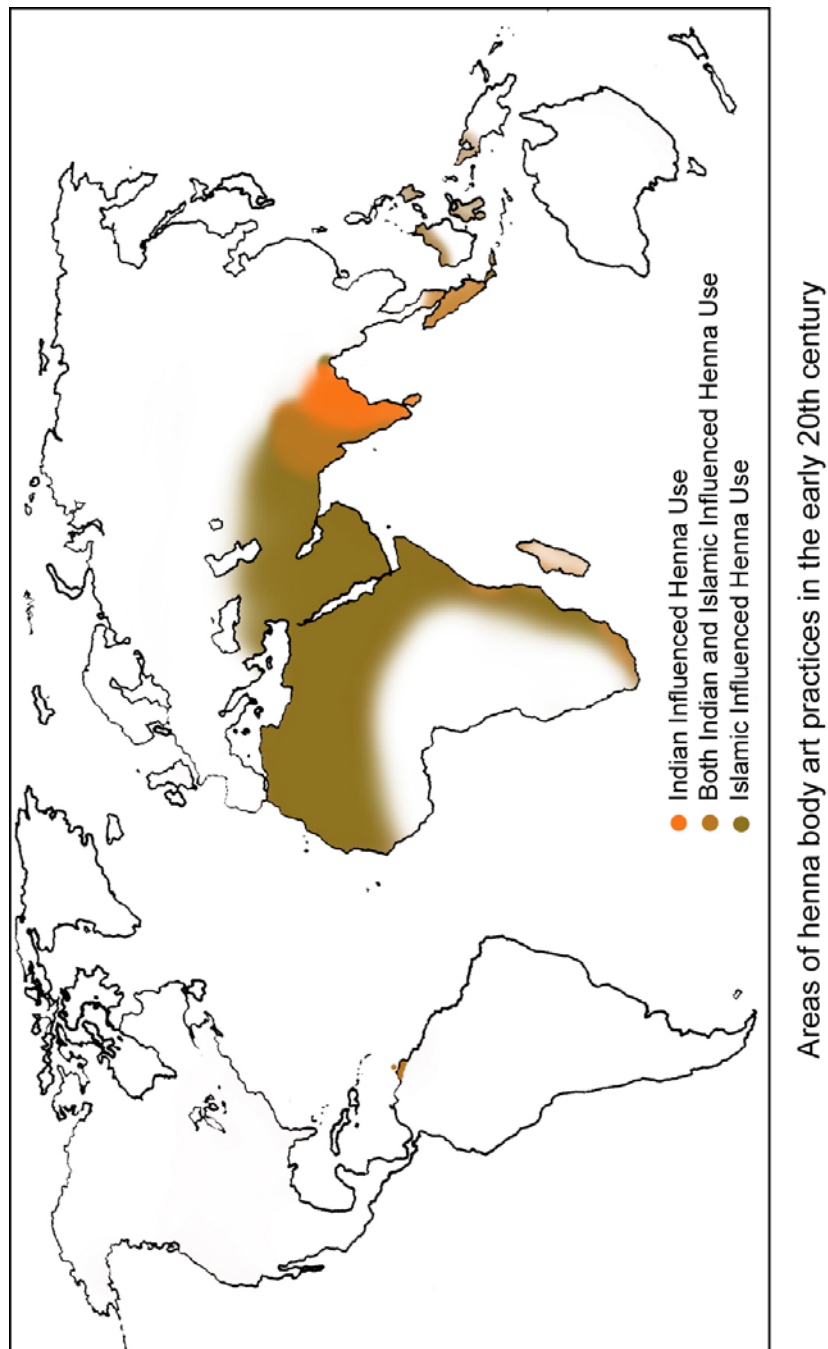 Indian Influenced Henna Use
Both Indian and Islamic Influenced Henna Use
Islamic Influenced Henna Use
Areas of henna body art practices in the early 20th century